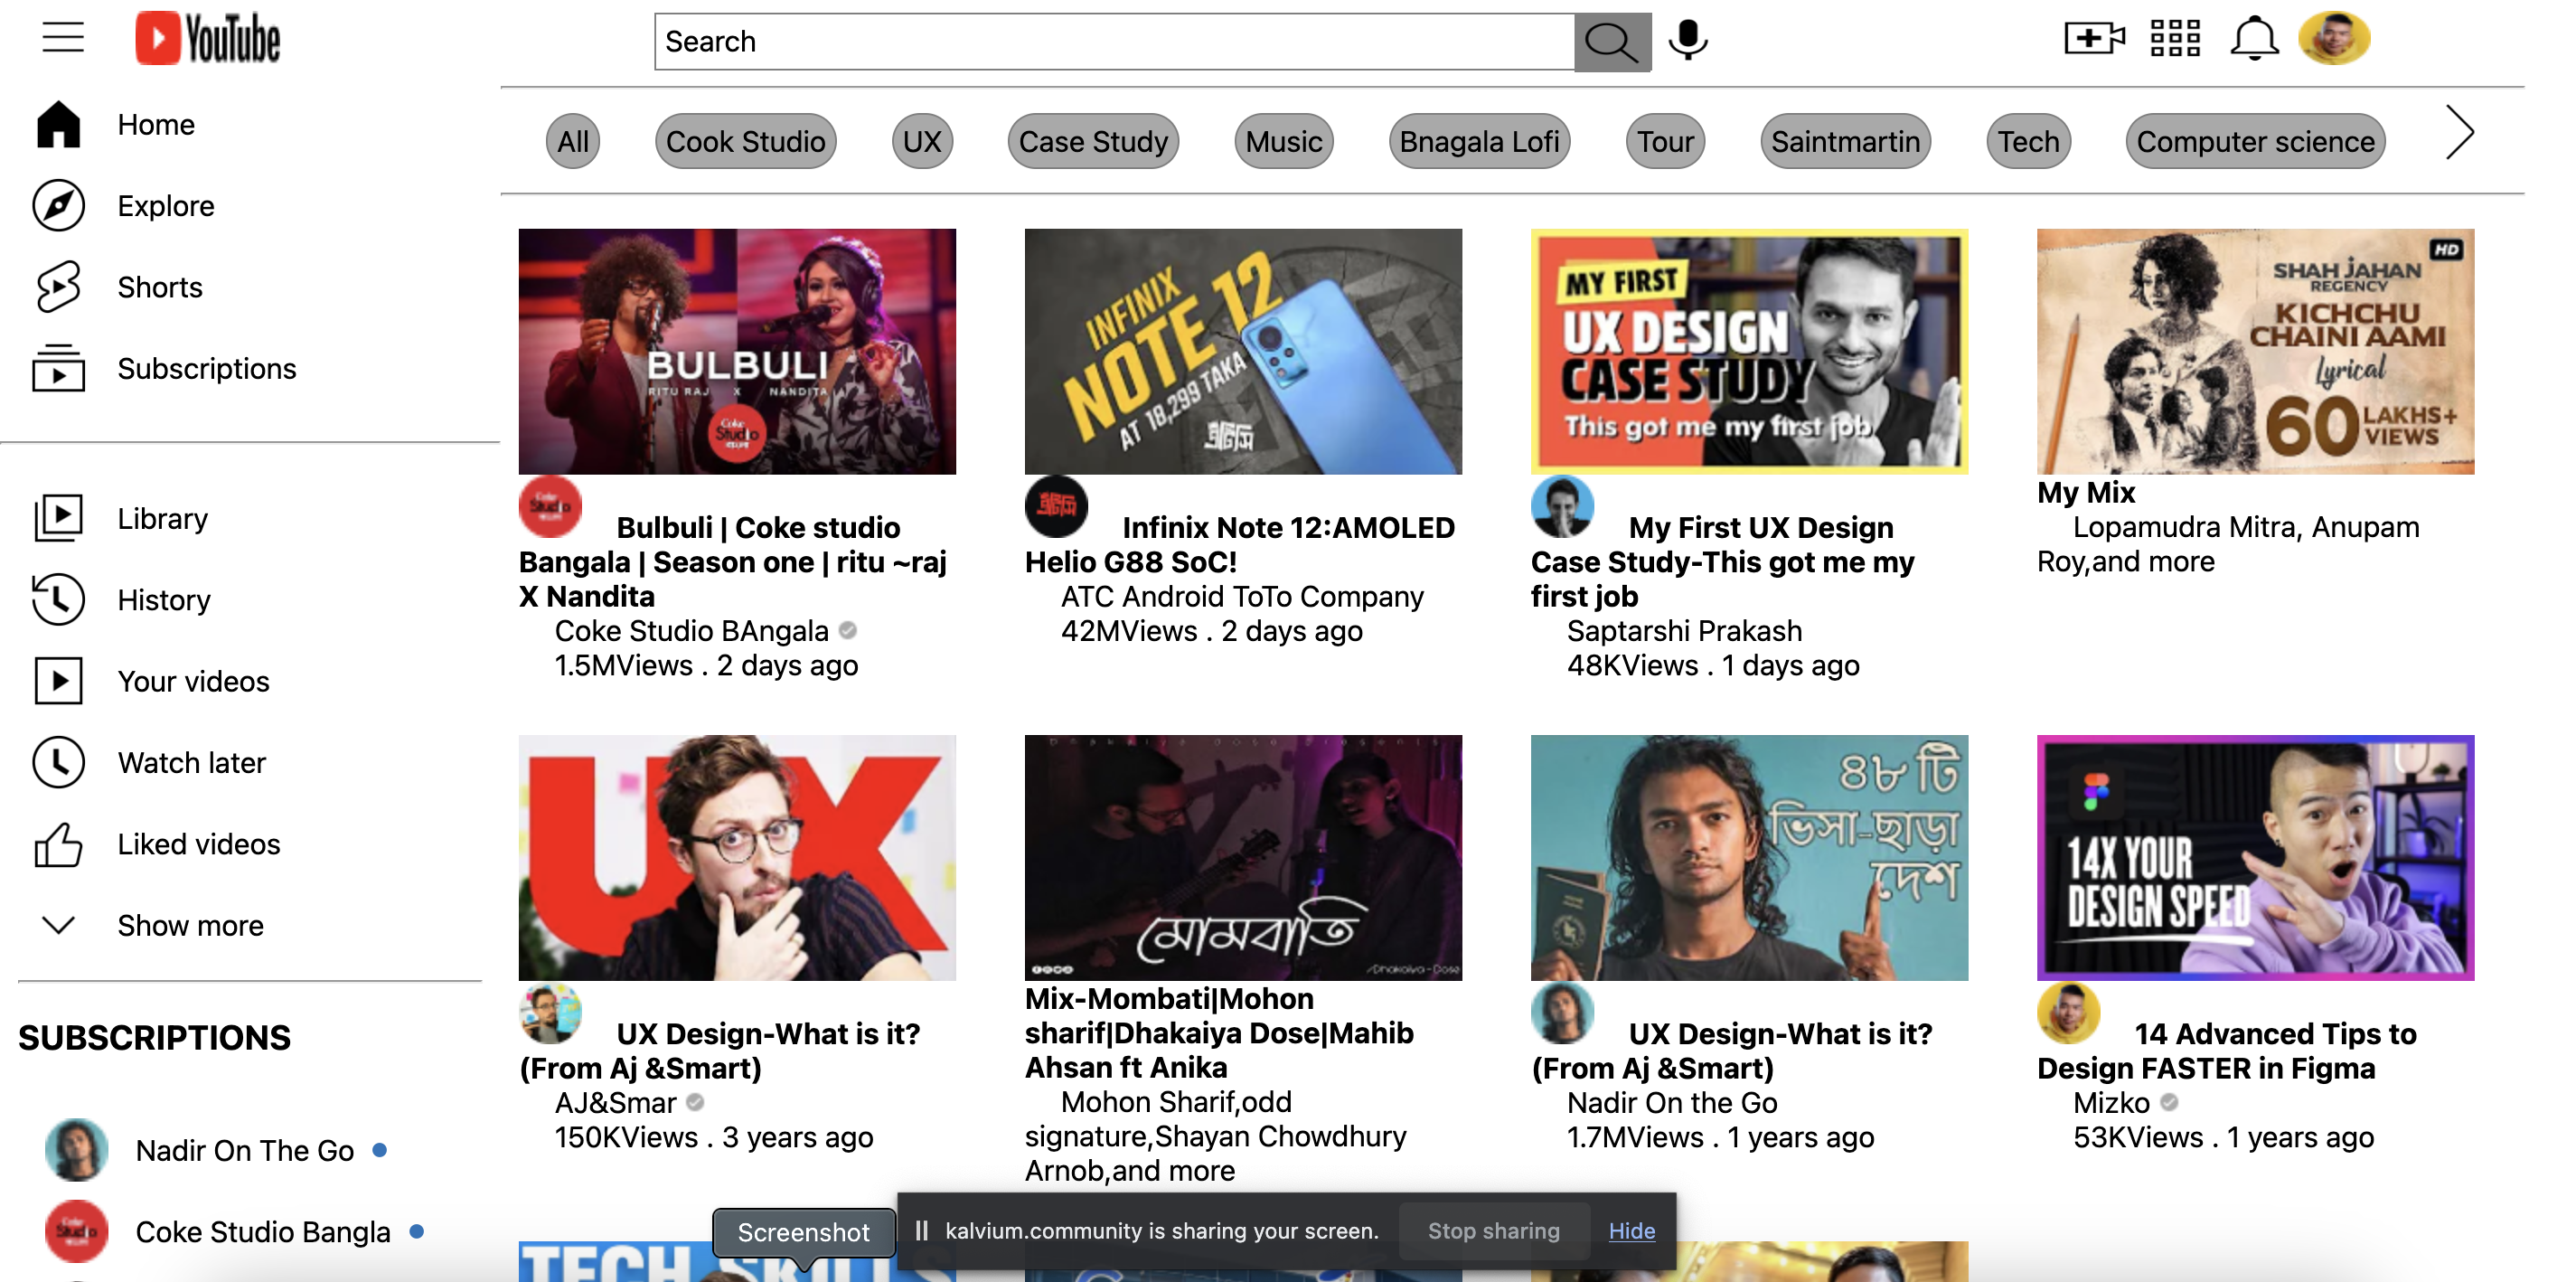 YouTube
Search
Home
Explore
Shorts
Subscriptions
Library
History
Your videos
Watch later
Liked videos
Show more
SUBSCRIPTIONS
Nadir On The Go
Coke Studio Bangla
All
Cook Studio
UX
Case Study
Music
Bnagala Lofi
Tour
Saintmartin
Tech
Computer science
BULBULI
RITU RAJ X NANDITA
Coke
Studio
বাংলা
Bulbuli | Coke studio
Bangala | Season one | ritu ~raj
X Nandita
Coke Studio BAngala
1.5MViews . 2 days ago
INFINIX
NOTE 12
AT 18,299 TAKA
এটিসি
Infinix Note 12:AMOLED
Helio G88 SoC!
ATC Android ToTo Company
42MViews . 2 days ago
MY FIRST
UX DESIGN
CASE STUDY
This got me my first job
My First UX Design
Case Study-This got me my
first job
Saptarshi Prakash
48KViews . 1 days ago
HD
SHAH JAHAN
REGENCY
KICHCHU
CHAINI AAMI
Lyrical
60 LAKHS+
VIEWS
My Mix
Lopamudra Mitra, Anupam
Roy,and more
UX
UX Design-What is it?
(From Aj &Smart)
AJ&Smar
150KViews . 3 years ago
মোমবাতি
/Dhakaiya-Dose
Mix-Mombati|Mohon
sharif|Dhakaiya Dose|Mahib
Ahsan ft Anika
Mohon Sharif,odd
signature,Shayan Chowdhury
Arnob,and more
৪৮ টি
ভিসা-ছাড়া
দেশ
UX Design-What is it?
(From Aj &Smart)
Nadir On the Go
1.7MViews . 1 years ago
14X YOUR
DESIGN SPEED
14 Advanced Tips to
Design FASTER in Figma
Mizko
53KViews . 1 years ago
TECH SKILLS
Screenshot
kalvium.community is sharing your screen.
Stop sharing
Hide